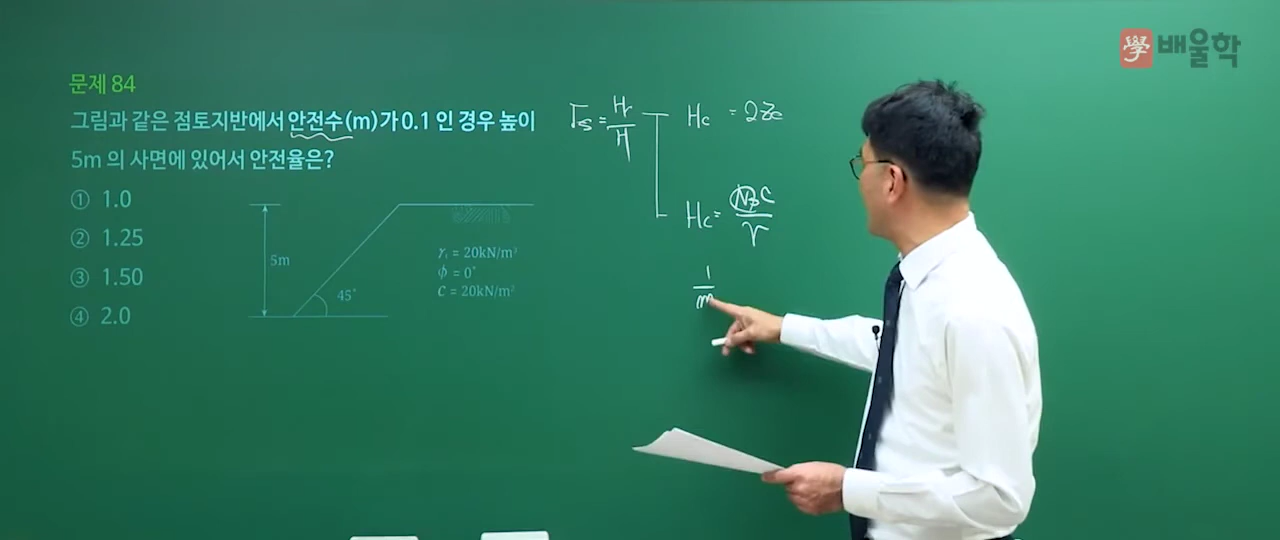 學배울학
문제 84
그림과 같은 점토지반에서 안전수(m)가 0.1 인 경우 높이
5m 의 사면에 있어서 안전율은?
① 1.0
② 1.25
③ 1.50
④ 2.0
5m
45°
γₜ = 20kN/m³
ϕ = 0°
C = 20kN/m²
Fs = Hc/H
Hc = 2Zc
Hc = Ns C/γ
1/m